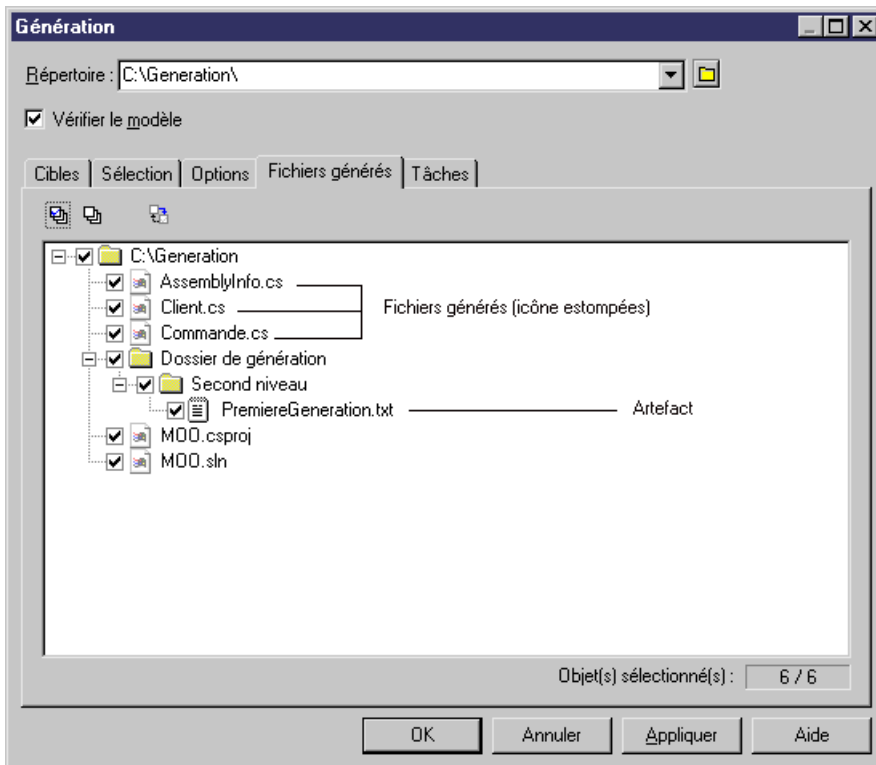 Génération
Répertoire : C:\Generation\
Vérifier le modèle
Cibles Sélection Options Fichiers générés Tâches
C:\Generation
AssemblyInfo.cs
Client.cs Fichiers générés (icône estompées)
Commande.cs
Dossier de génération
Second niveau
PremiereGeneration.txt Artefact
MOO.csproj
MOO.sln
Objet(s) sélectionné(s) : 6 / 6
OK Annuler Appliquer Aide